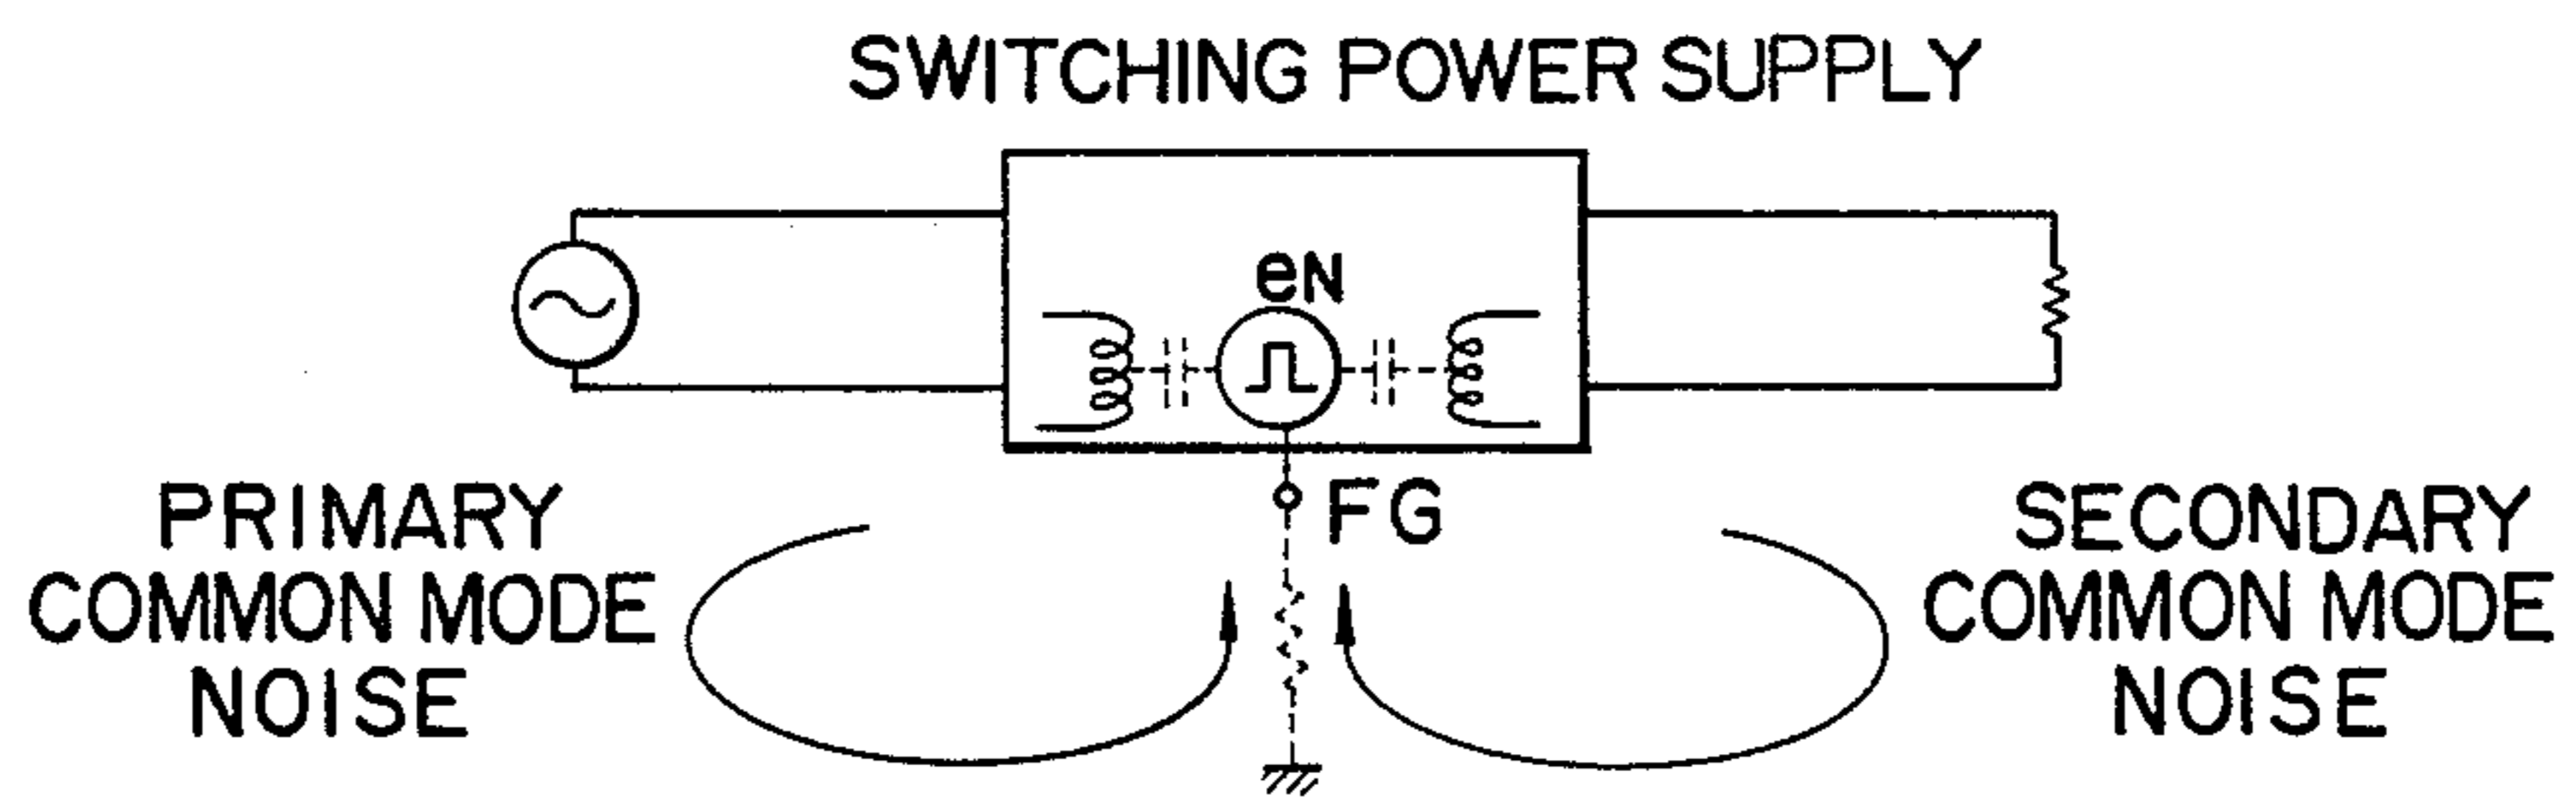 SWITCHING POWER SUPPLY
eN
FG
PRIMARY
COMMON MODE
NOISE
SECONDARY
COMMON MODE
NOISE